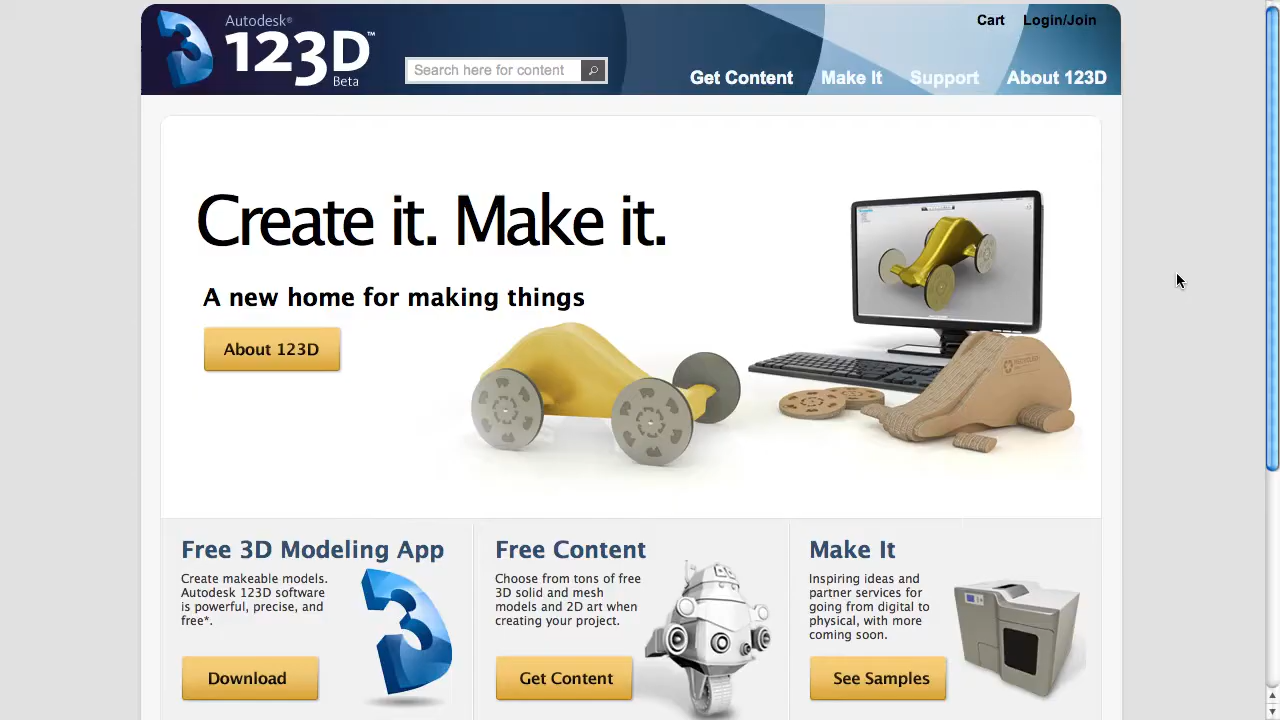 Autodesk®
123D™
Beta
Search here for content
Cart Login/Join
Get Content Make It Support About 123D
Create it. Make it.
A new home for making things
About 123D
Free 3D Modeling App
Create makeable models.
Autodesk 123D software
is powerful, precise, and
free*.
Download
Free Content
Choose from tons of free
3D solid and mesh
models and 2D art when
creating your project.
Get Content
Make It
Inspiring ideas and
partner services for
going from digital to
physical, with more
coming soon.
See Samples